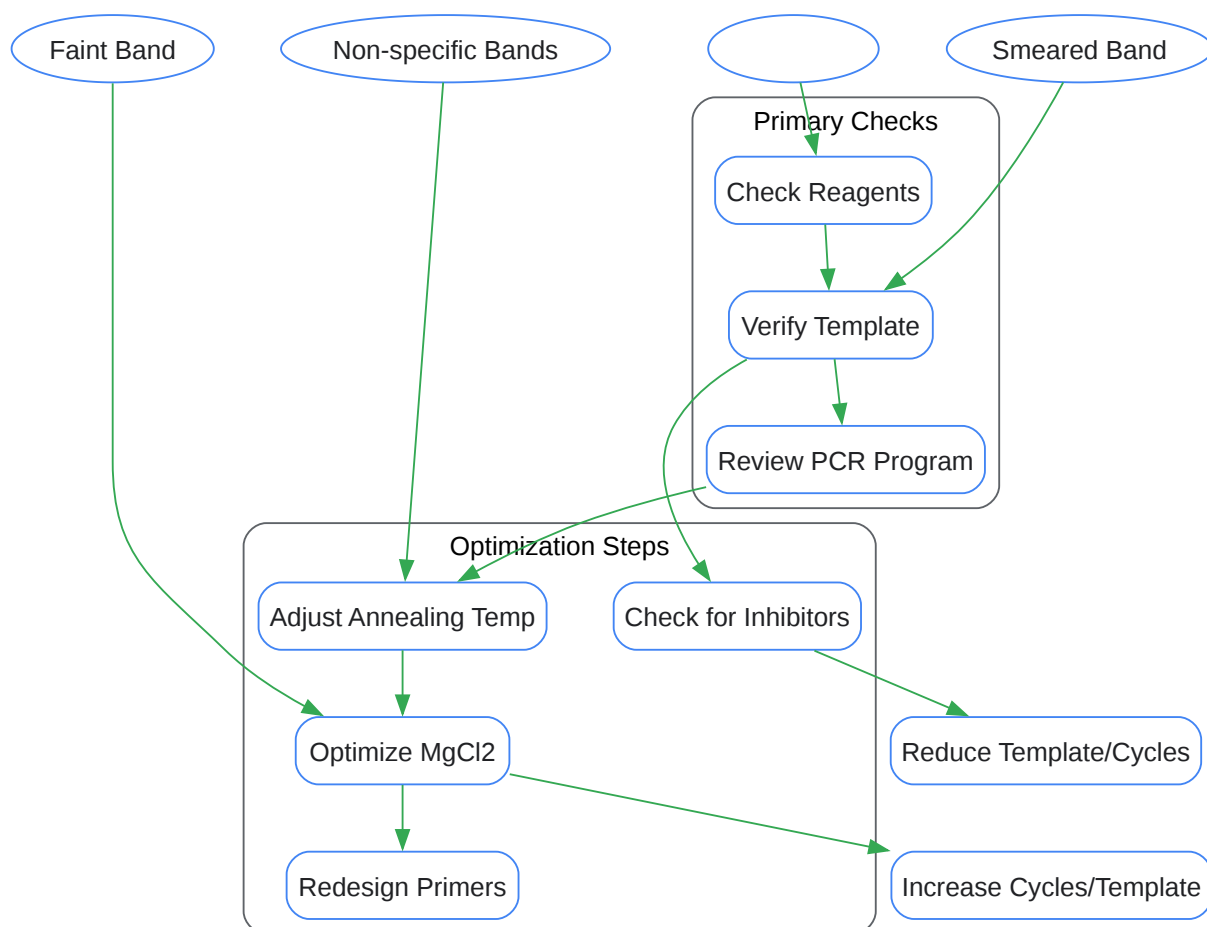 Faint Band
Non-specific Bands
Smeared Band
Primary Checks
Check Reagents
Verify Template
Review PCR Program
Optimization Steps
Adjust Annealing Temp
Check for Inhibitors
Optimize MgCl2
Reduce Template/Cycles
Redesign Primers
Increase Cycles/Template